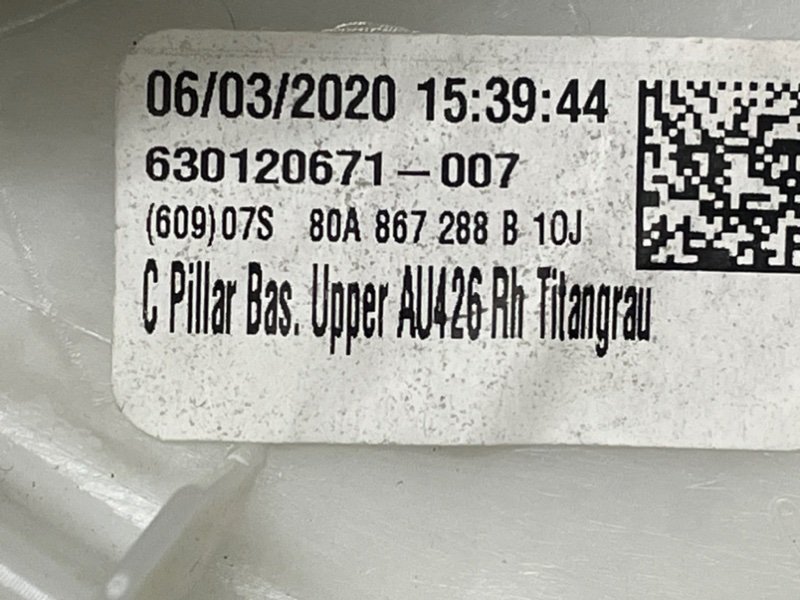 06/03/2020 15:39:44
630120671-007
(609)07S 80A 867 288 B 10J
C Pillar Bas. Upper AU426 Rh Titangrau